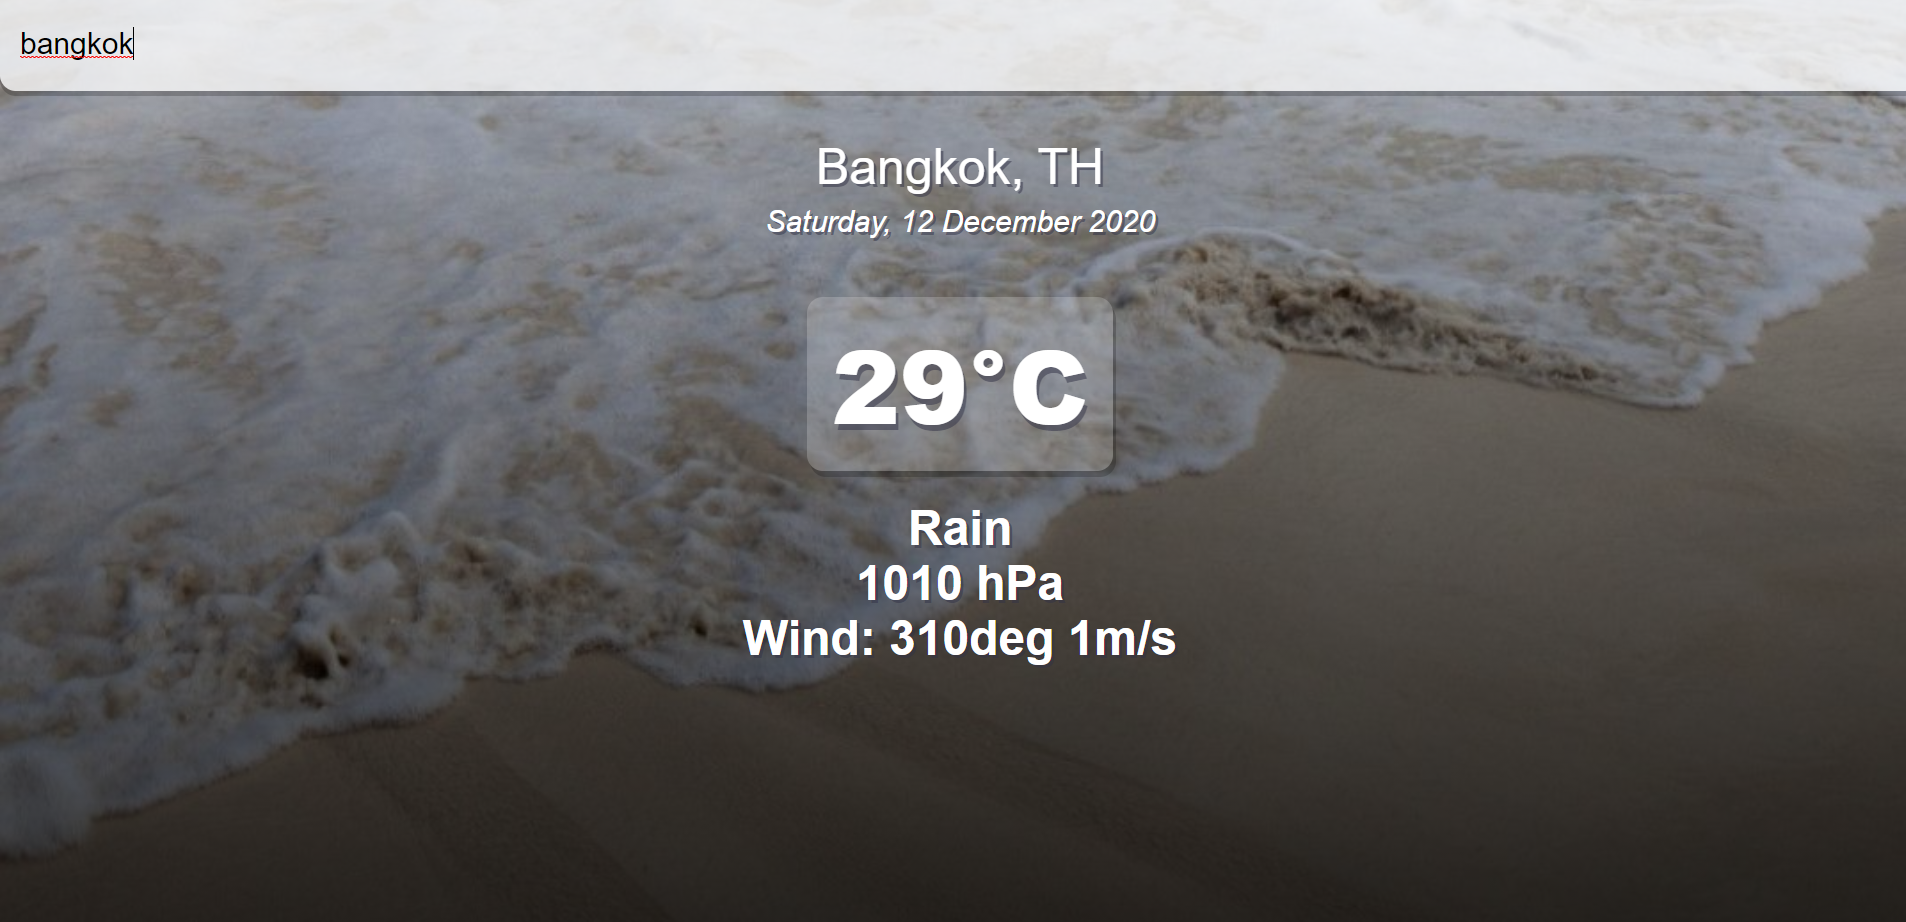 bangkok
Bangkok, TH
Saturday, 12 December 2020
29°C
Rain
1010 hPa
Wind: 310deg 1m/s